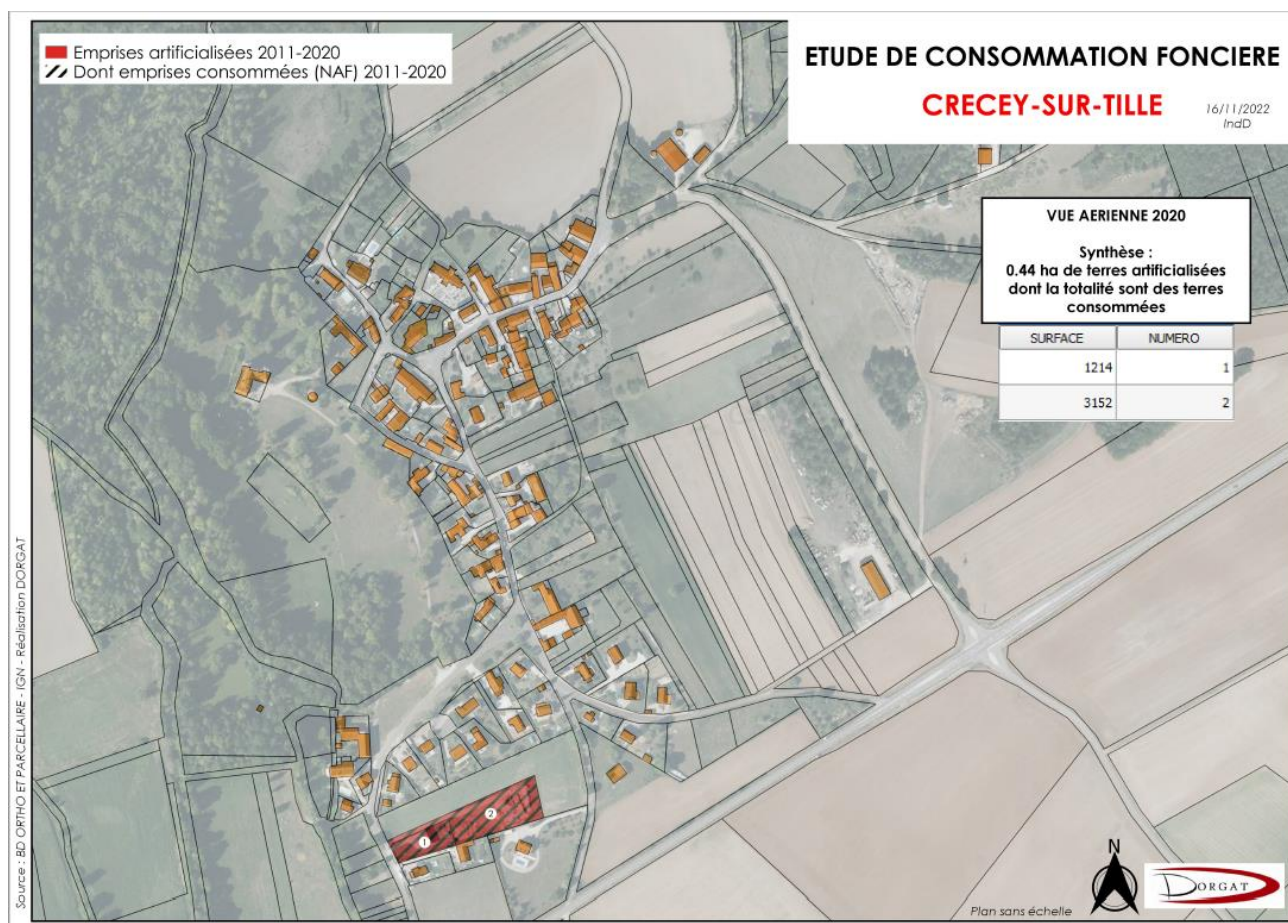 Emprises artificialisées 2011-2020
Dont emprises consommées (NAF) 2011-2020
ETUDE DE CONSOMMATION FONCIERE
CRECEY-SUR-TILLE
16/11/2022
IndD
VUE AERIENNE 2020
Synthèse :
0.44 ha de terres artificialisées
dont la totalité sont des terres
consommées
SURFACE NUMERO
1214 1
3152 2
1
2
Source : BD ORTHO ET PARCELLAIRE - IGN - Réalisation DORGAT
N
Plan sans échelle
DORGAT